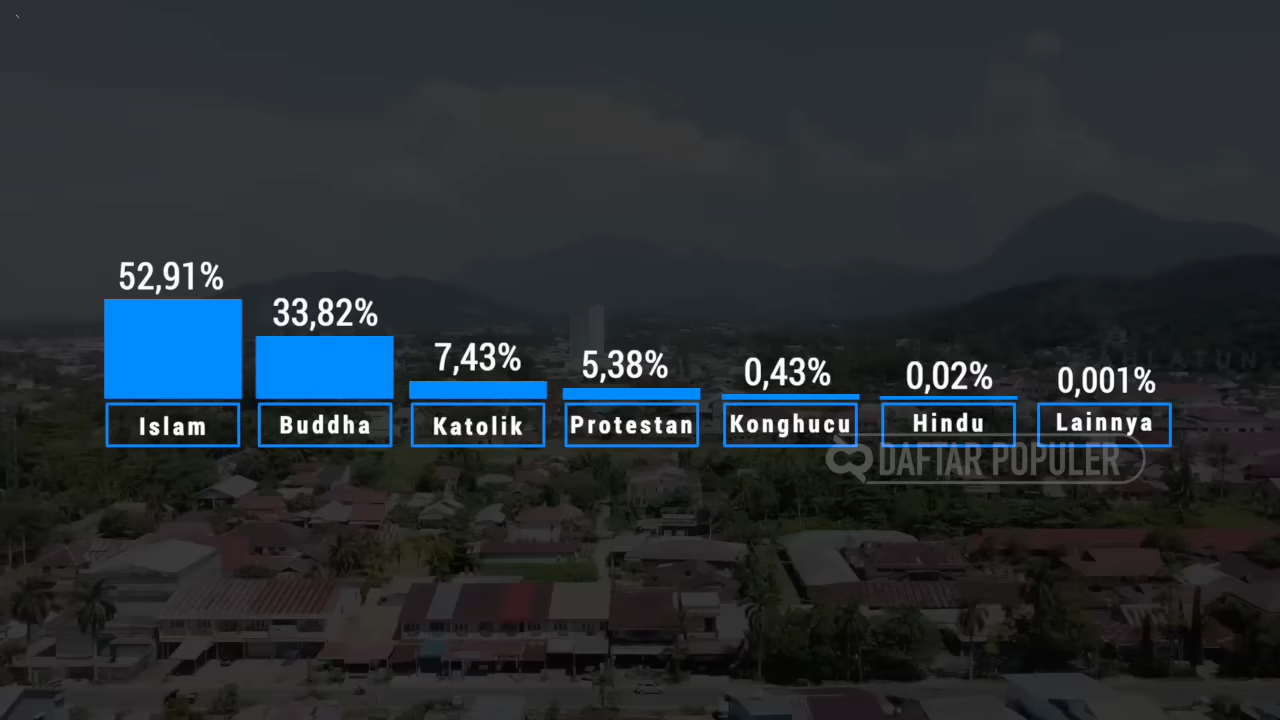 52,91%
33,82%
7,43%
5,38%
0,43%
0,02%
0,001%
Islam
Buddha
Katolik
Protestan
Konghucu
Hindu
Lainnya
DAFTAR POPULER